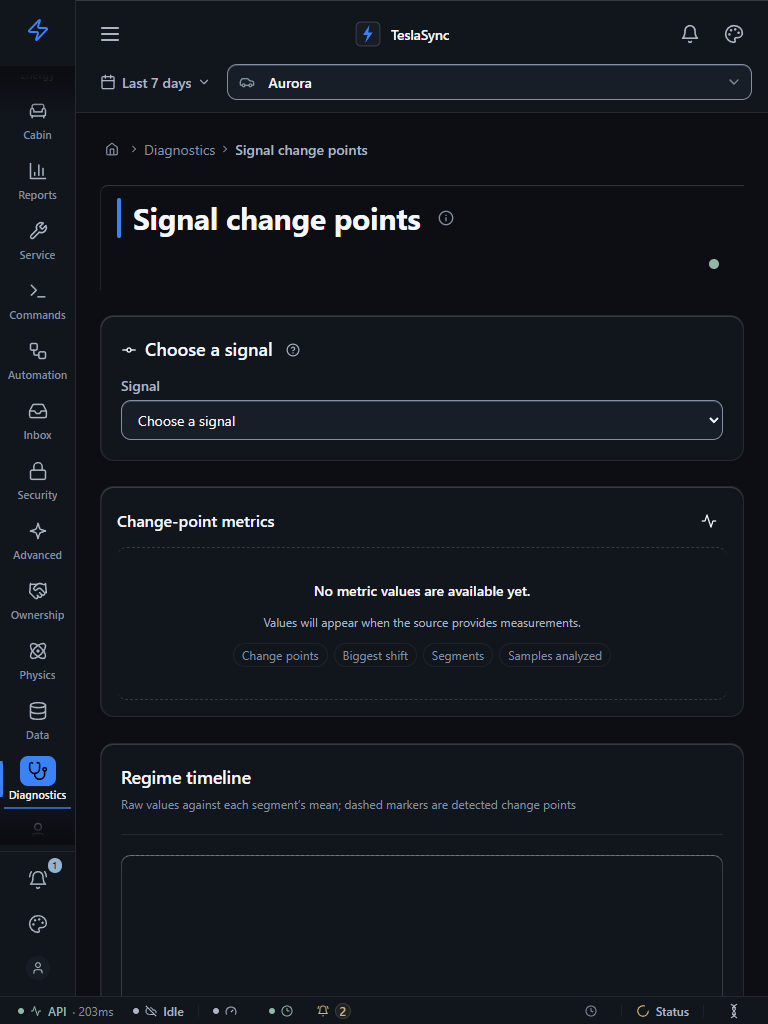 TeslaSync
Last 7 days
Aurora
Energy
Cabin
Reports
Service
Commands
Automation
Inbox
Security
Advanced
Ownership
Physics
Data
Diagnostics
1
Diagnostics
Signal change points
Signal change points
Choose a signal
Signal
Choose a signal
Change-point metrics
No metric values are available yet.
Values will appear when the source provides measurements.
Change points Biggest shift Segments Samples analyzed
Regime timeline
Raw values against each segment's mean; dashed markers are detected change points
API · 203ms Idle 2 Status